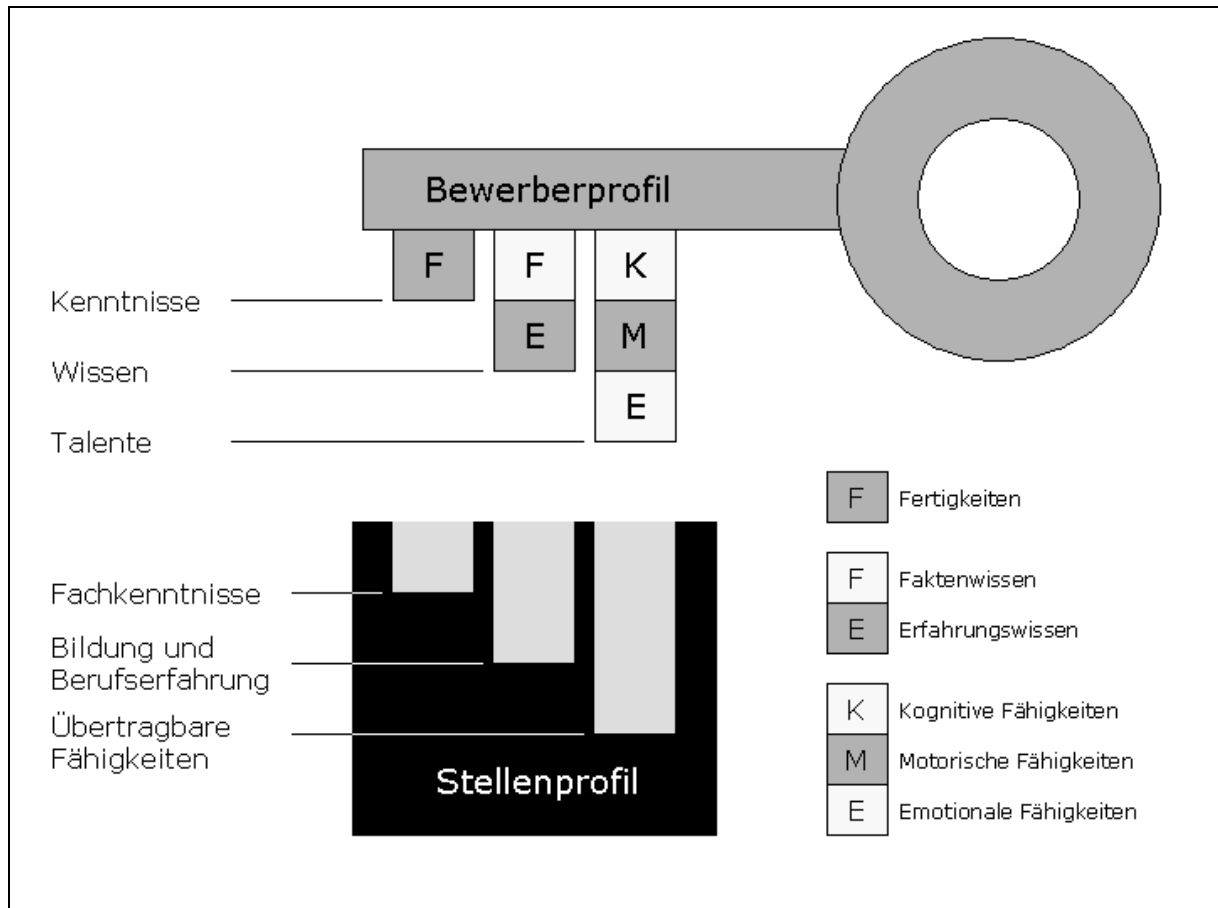 Bewerberprofil
F F K
Kenntnisse
E M
Wissen
E
Talente
F Fertigkeiten
F Faktenwissen
Fachkenntnisse
E Erfahrungswissen
Bildung und
Berufserfahrung
K Kognitive Fähigkeiten
Übertragbare
Fähigkeiten
M Motorische Fähigkeiten
Stellenprofil
E Emotionale Fähigkeiten